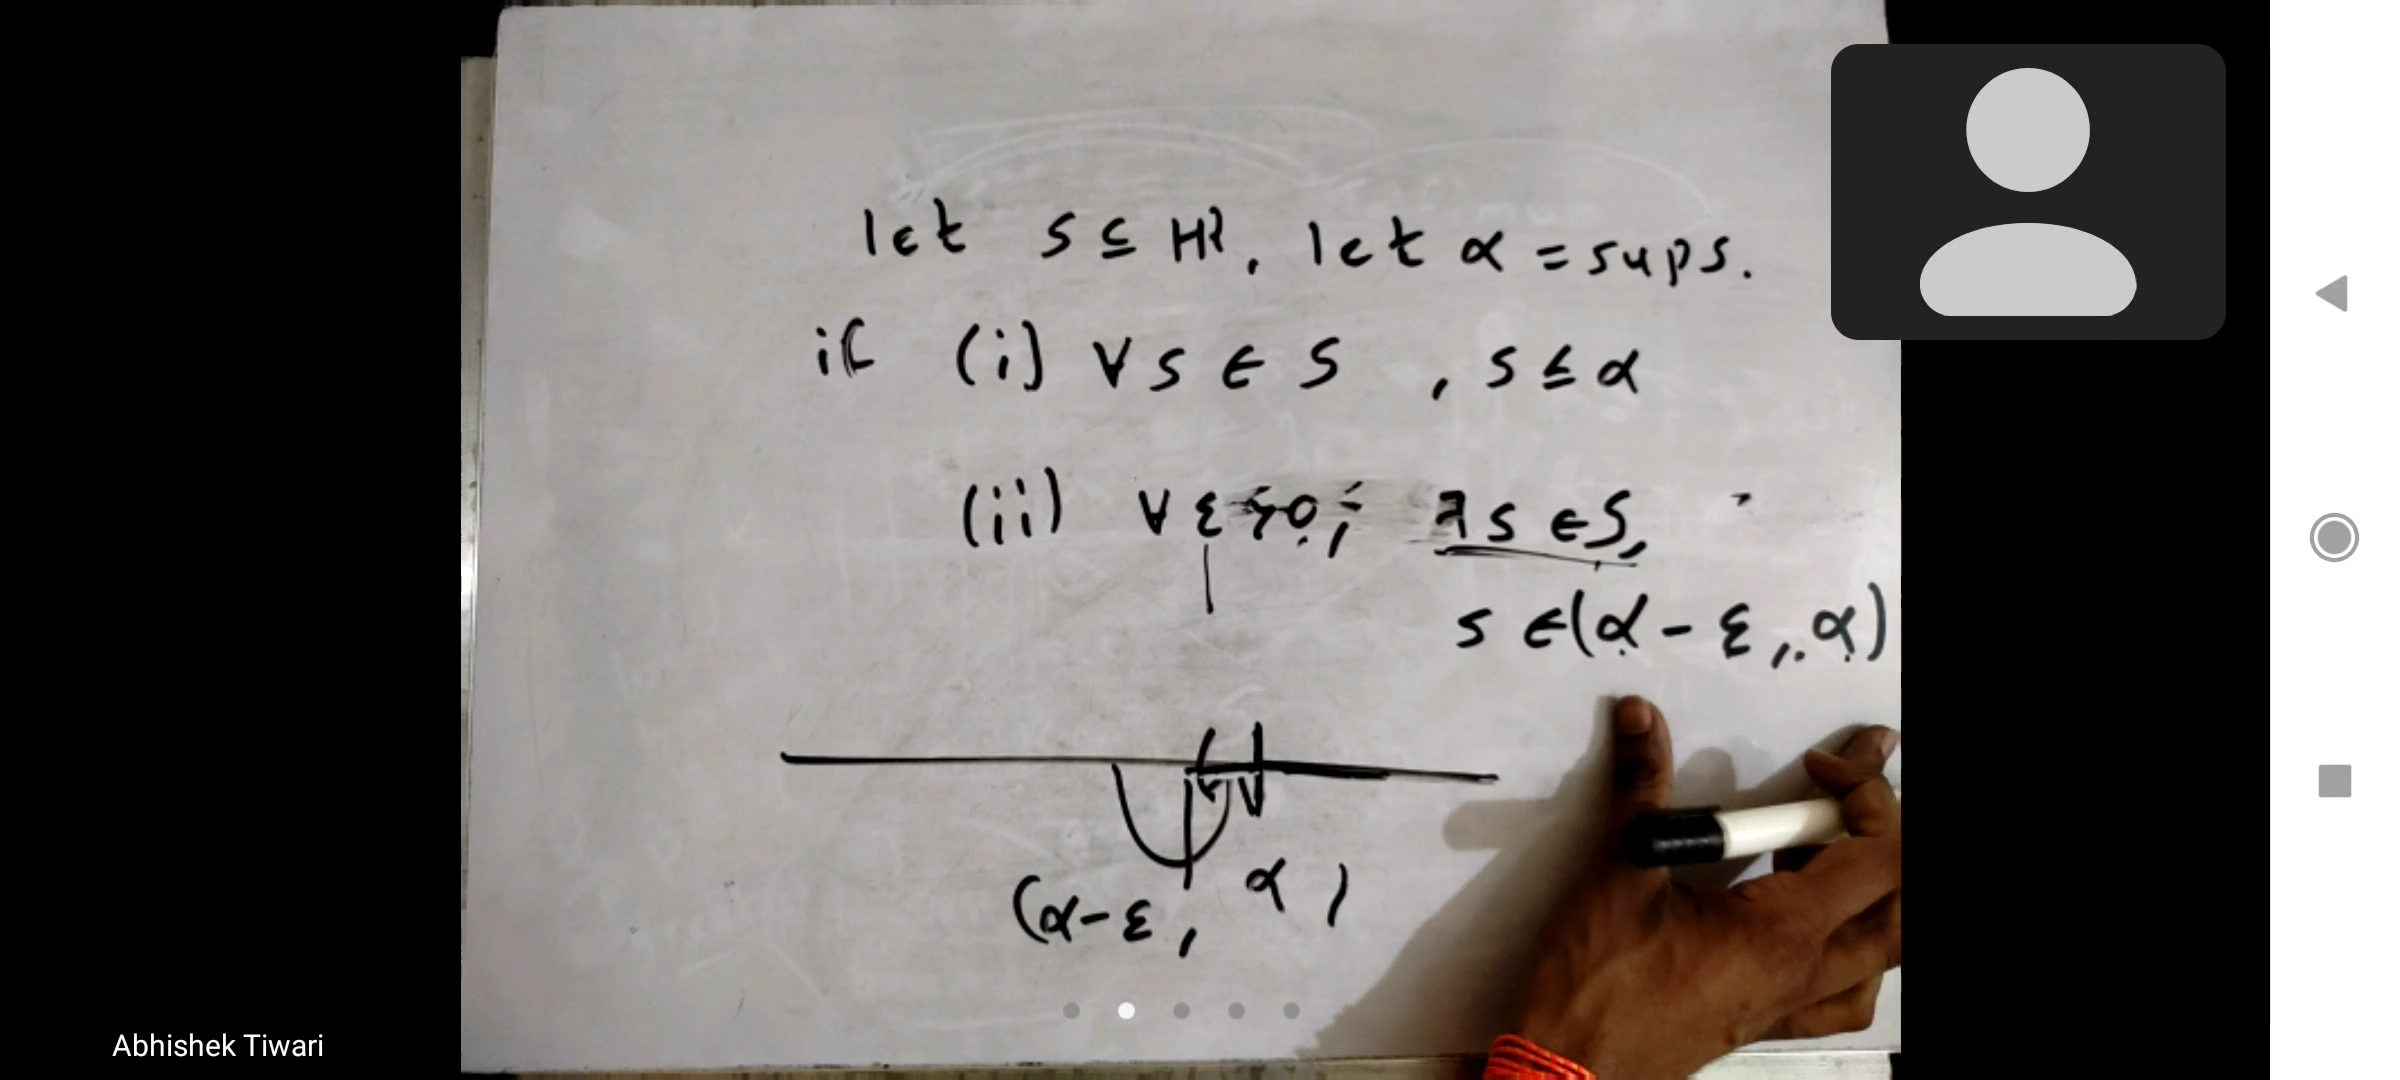 let S ⊆ ℝ, let α = sup S.
if (i) ∀ s ∈ S , s ≤ α
(ii) ∀ ε > 0, ∃ s ∈ S,
s ∈ (α - ε, α)
(α - ε, α)
Abhishek Tiwari